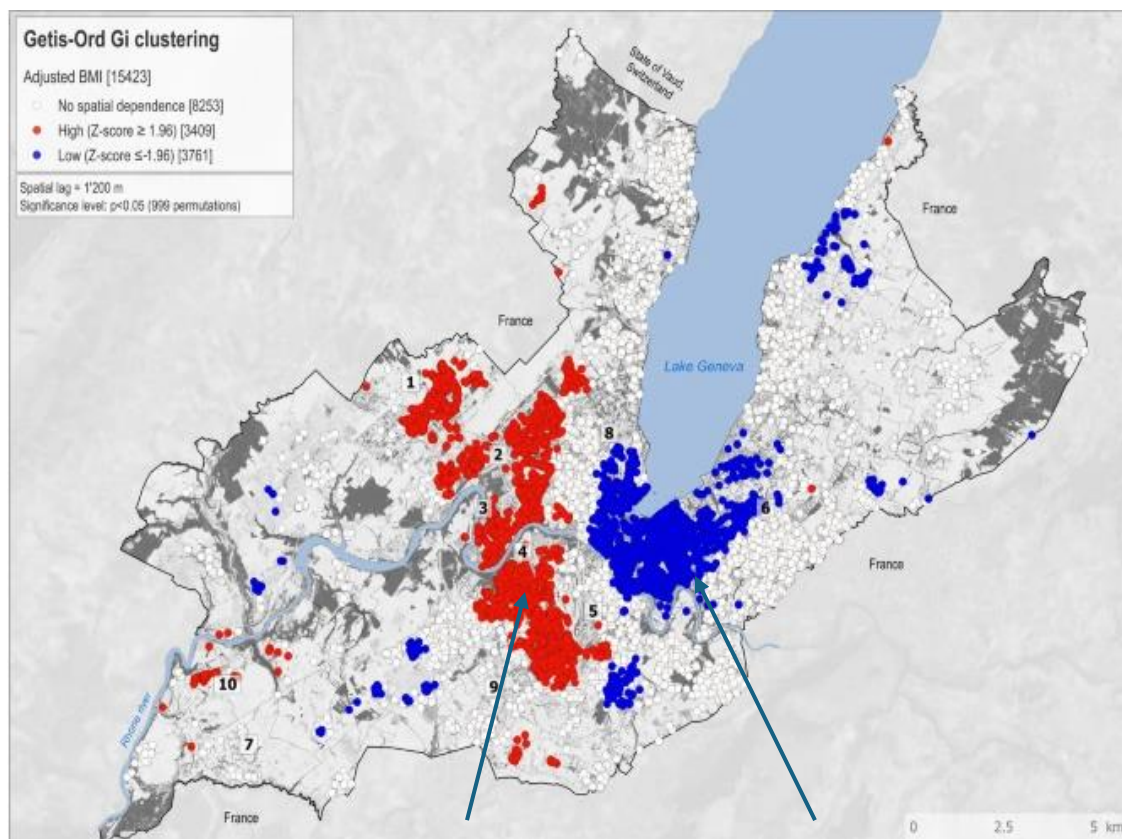 Getis-Ord Gi clustering
Adjusted BMI [15423]
No spatial dependence [8253]
High (Z-score ≥ 1.96) [3409]
Low (Z-score ≤-1.96) [3761]
Spatial lag = 1'200 m
Significance level: p<0.05 (999 permutations)
State of Vaud,
Switzerland
France
France
Lake Geneva
1
8
2
3
6
4
France
5
9
10
Rhone river
7
France
0 2.5 5 km